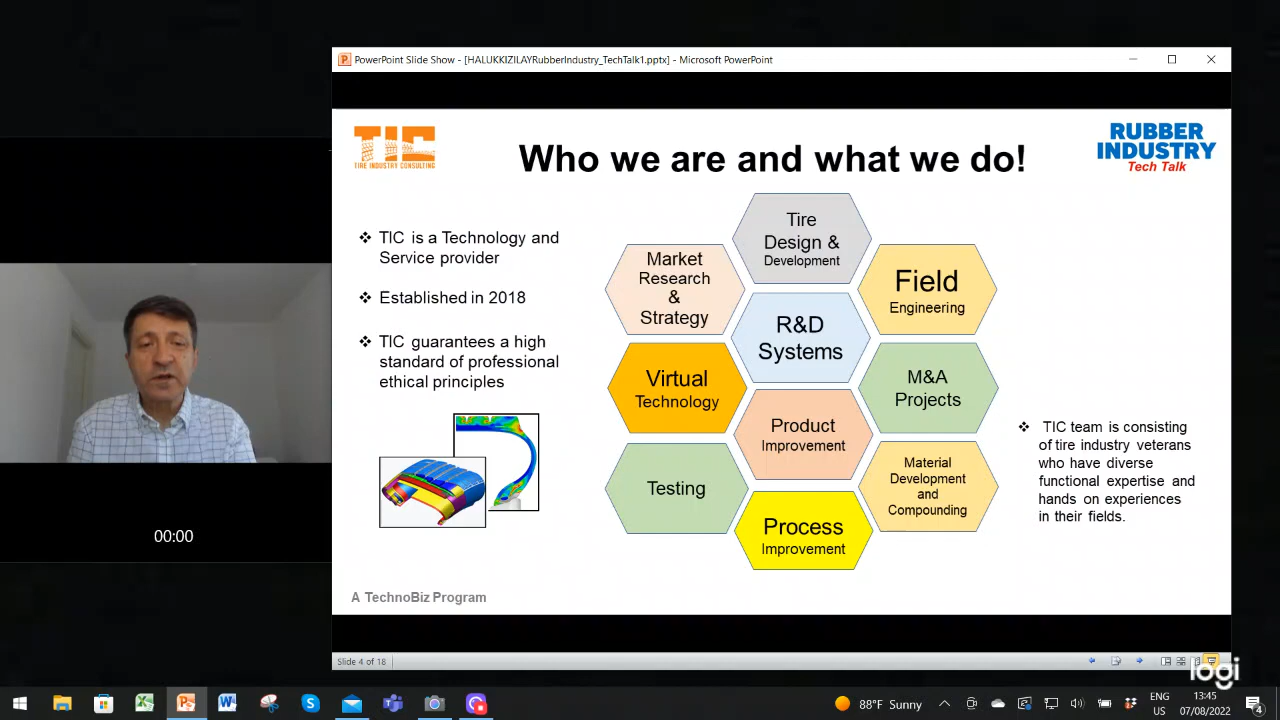 PowerPoint Slide Show - [HALUKKIZILAYRubberIndustry_TechTalk1.pptx] - Microsoft PowerPoint
TIC
TIRE INDUSTRY CONSULTING
Who we are and what we do!
RUBBER
INDUSTRY
Tech Talk
❖ TIC is a Technology and
Service provider
❖ Established in 2018
❖ TIC guarantees a high
standard of professional
ethical principles
Tire
Design &
Development
Market
Research
&
Strategy
Field
Engineering
R&D
Systems
Virtual
Technology
M&A
Projects
Product
Improvement
Testing
Material
Development
and
Compounding
Process
Improvement
❖ TIC team is consisting
of tire industry veterans
who have diverse
functional expertise and
hands on experiences
in their fields.
00:00
A TechnoBiz Program
Slide 4 of 18
logi
88°F Sunny
ENG
US
13:45
07/08/2022
4